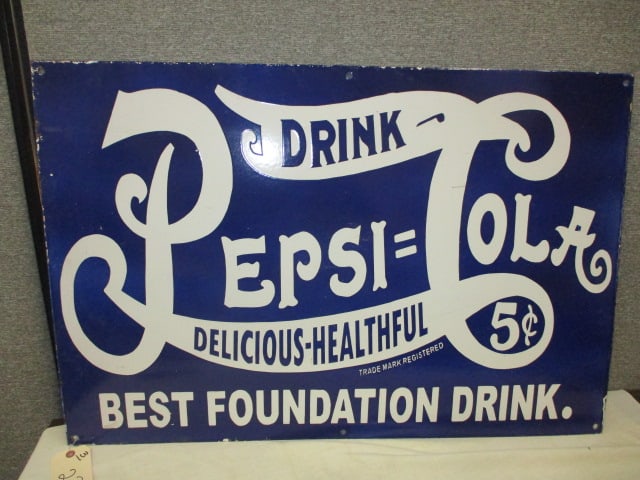 DRINK
PEPSI=COLA
DELICIOUS-HEALTHFUL
5¢
TRADE MARK REGISTERED
BEST FOUNDATION DRINK.